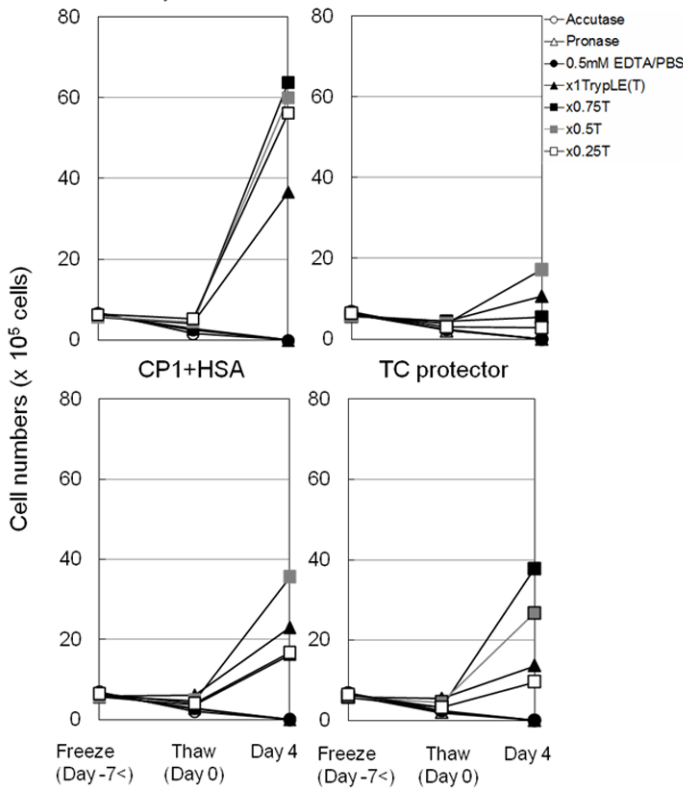 80
60
40
20
0
80
60
40
20
0
Accutase
Pronase
0.5mM EDTA/PBS
x1TrypLE(T)
x0.75T
x0.5T
x0.25T
CP1+HSA
TC protector
Cell numbers (x 10⁵ cells)
80
60
40
20
0
80
60
40
20
0
Freeze
(Day -7<)
Thaw
(Day 0)
Day 4
Freeze
(Day -7<)
Thaw
(Day 0)
Day 4